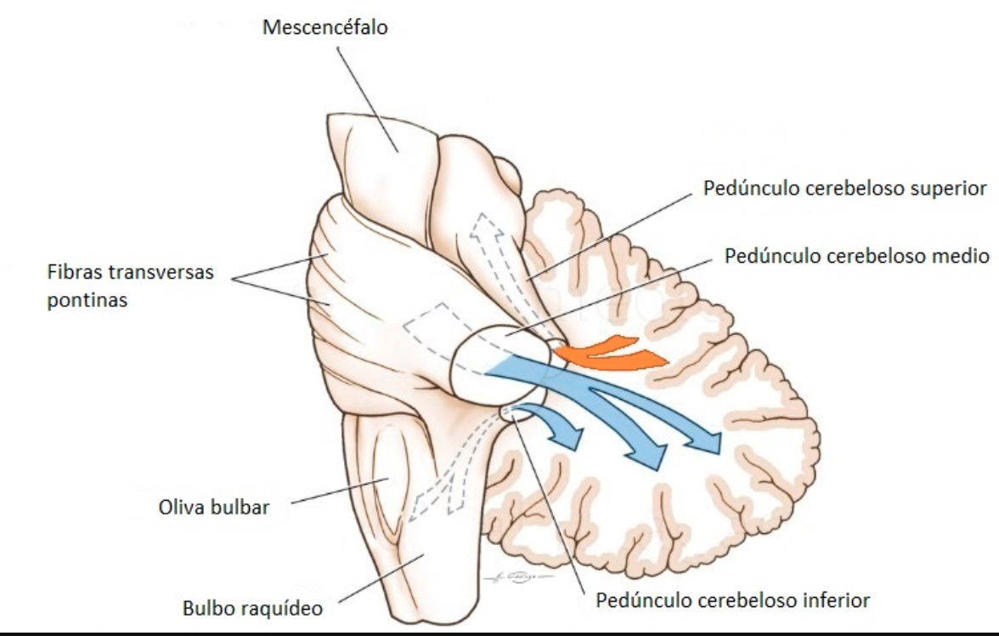 Mescencéfalo
Pedúnculo cerebeloso superior
Pedúnculo cerebeloso medio
Fibras transversas
pontinas
Oliva bulbar
Bulbo raquídeo
Pedúnculo cerebeloso inferior